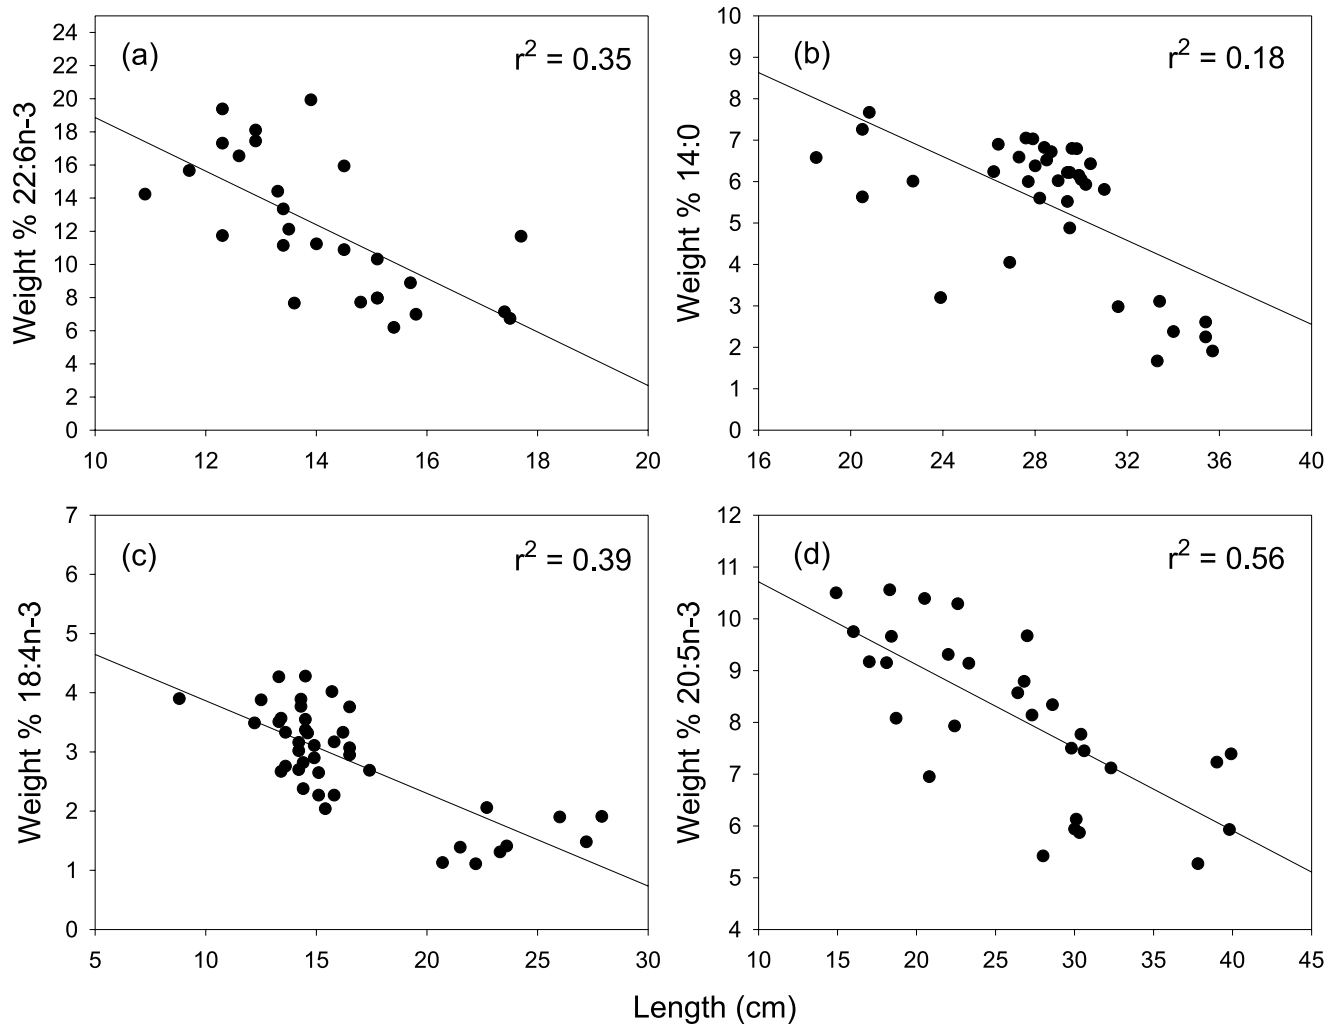 (a)
r² = 0.35
Weight % 22:6n-3
24
22
20
18
16
14
12
10
8
6
4
2
0
10 12 14 16 18 20
(b)
r² = 0.18
Weight % 14:0
10
9
8
7
6
5
4
3
2
1
0
16 20 24 28 32 36 40
(c)
r² = 0.39
Weight % 18:4n-3
7
6
5
4
3
2
1
0
5 10 15 20 25 30
(d)
r² = 0.56
Weight % 20:5n-3
12
11
10
9
8
7
6
5
4
10 15 20 25 30 35 40 45
Length (cm)